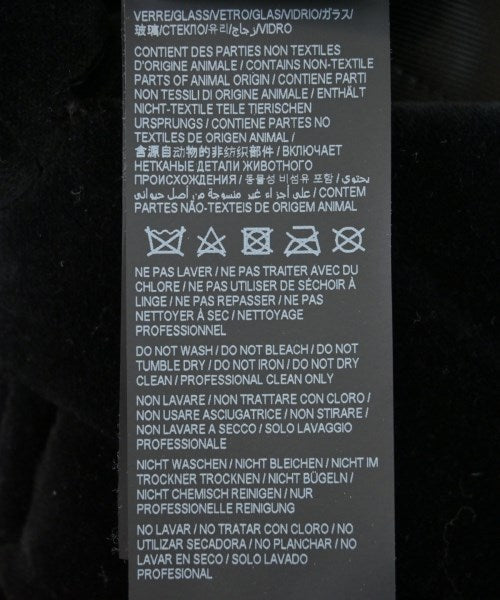 VERRE/GLASS/VETRO/GLAS/VIDRIO/ガラス/
玻璃/СТЕКЛО/유리/زجاج/VIDRO
CONTIENT DES PARTIES NON TEXTILES
D'ORIGINE ANIMALE / CONTAINS NON-TEXTILE
PARTS OF ANIMAL ORIGIN / CONTIENE PARTI
NON TESSILI DI ORIGINE ANIMALE / ENTHÄLT
NICHT-TEXTILE TEILE TIERISCHEN
URSPRUNGS / CONTIENE PARTES NO
TEXTILES DE ORIGEN ANIMAL /
含源自动物的非纺织部件 / ВКЛЮЧАЕТ
НЕТКАНЫЕ ДЕТАЛИ ЖИВОТНОГО
ПРОИСХОЖДЕНИЯ / 동물성 비섬유 포함 / يحتوي
على أجزاء غير منسوجة من أصل حيواني / CONTEM
PARTES NÃO-TEXTEIS DE ORIGEM ANIMAL
NE PAS LAVER / NE PAS TRAITER AVEC DU
CHLORE / NE PAS UTILISER DE SÉCHOIR À
LINGE / NE PAS REPASSER / NE PAS
NETTOYER À SEC / NETTOYAGE
PROFESSIONNEL
DO NOT WASH / DO NOT BLEACH / DO NOT
TUMBLE DRY / DO NOT IRON / DO NOT DRY
CLEAN / PROFESSIONAL CLEAN ONLY
NON LAVARE / NON TRATTARE CON CLORO /
NON USARE ASCIUGATRICE / NON STIRARE /
NON LAVARE A SECCO / SOLO LAVAGGIO
PROFESSIONALE
NICHT WASCHEN / NICHT BLEICHEN / NICHT IM
TROCKNER TROCKNEN / NICHT BÜGELN /
NICHT CHEMISCH REINIGEN / NUR
PROFESSIONELLE REINIGUNG
NO LAVAR / NO TRATAR CON CLORO / NO
UTILIZAR SECADORA / NO PLANCHAR / NO
LAVAR EN SECO / SOLO LAVADO
PROFESIONAL